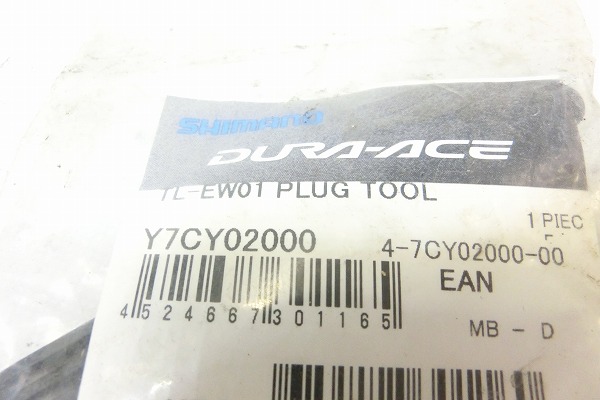 SHIMANO
DURA-ACE
TL-EW01 PLUG TOOL
1 PIEC
Y7CY02000
4-7CY02000-00
EAN
4 524667 301165
MB - D